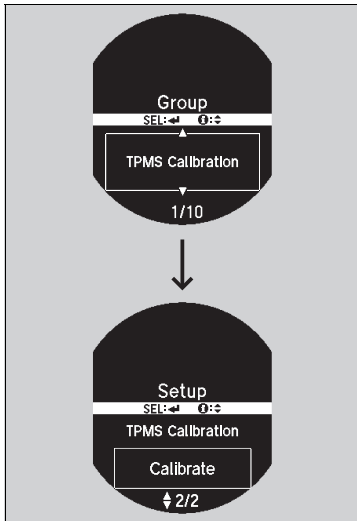 Group
SEL:↵ ⓘ:⬍
TPMS Calibration
1/10
Setup
SEL:↵ ⓘ:⬍
TPMS Calibration
Calibrate
⬍2/2